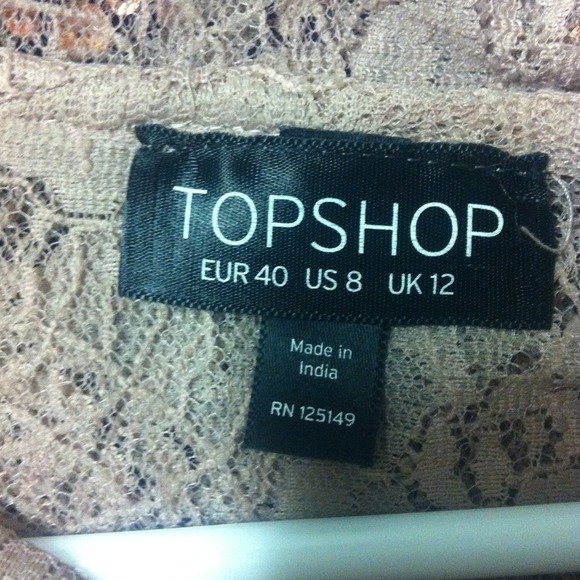 TOPSHOP
EUR 40 US 8 UK 12
Made in
India
RN 125149